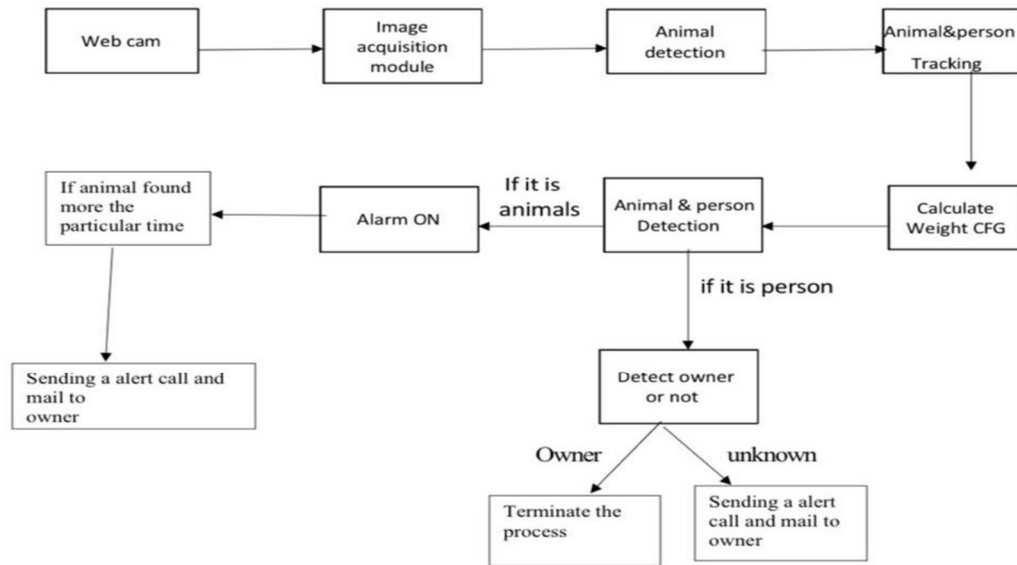 Web cam
Image
acquisition
module
Animal
detection
Animal&person
Tracking
If animal found
more the
particular time
Alarm ON
If it is
animals
Animal & person
Detection
Calculate
Weight CFG
if it is person
Sending a alert call and
mail to
owner
Detect owner
or not
Owner
unknown
Terminate the
process
Sending a alert
call and mail to
owner